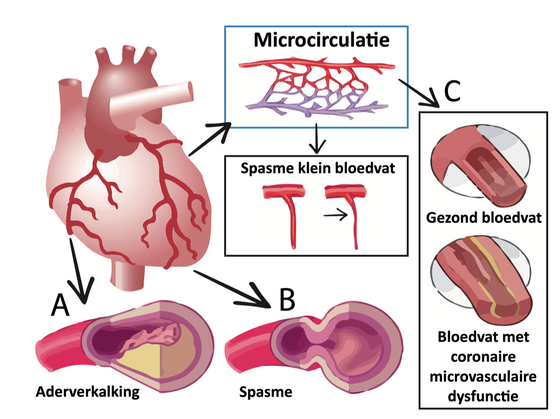 Microcirculatie
C
Spasme klein bloedvat
Gezond bloedvat
A
B
Bloedvat met
coronaire
microvasculaire
dysfunctie
Aderverkalking
Spasme